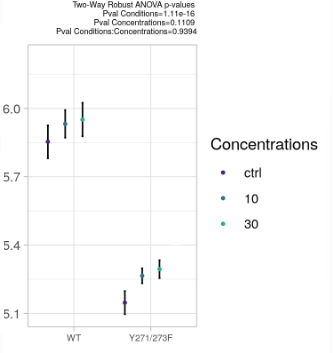 Two-Way Robust ANOVA p-values
Pval Conditions=1.11e-16
Pval Concentrations=0.1109
Pval Conditions:Concentrations=0.9394
6.0
5.7
5.4
5.1
WT
Y271/273F
Concentrations
ctrl
10
30